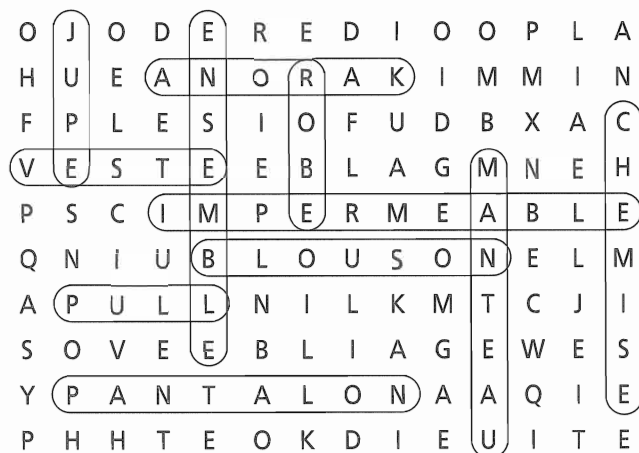 O J O D E R E D I O O P L A
H U E A N O R A K I M M I N
F P L E S I O F U D B X A C
V E S T E E B L A G M N E H
P S C I M P E R M E A B L E
Q N I U B L O U S O N E L M
A P U L L N I L K M T C J I
S O V E E B L I A G E W E S
Y P A N T A L O N A A Q I E
P H H T E O K D I E U I T E